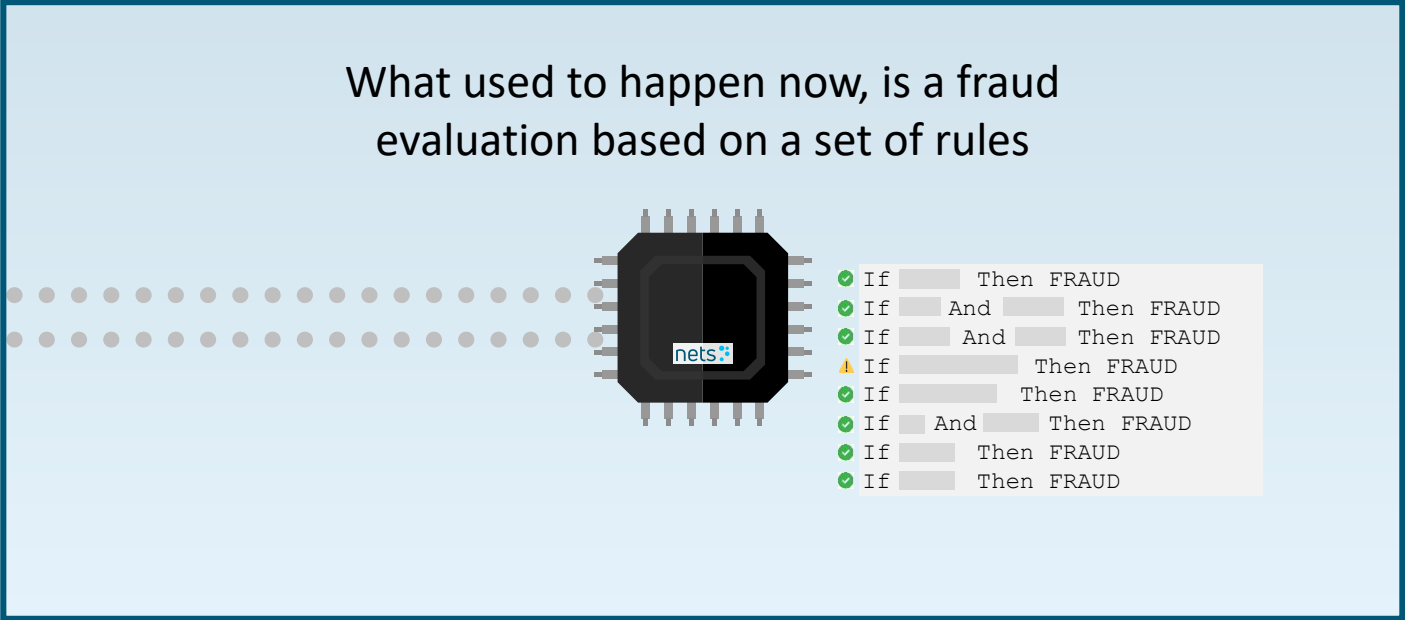 What used to happen now, is a fraud
evaluation based on a set of rules
nets
If Then FRAUD
If And Then FRAUD
If And Then FRAUD
If Then FRAUD
If Then FRAUD
If And Then FRAUD
If Then FRAUD
If Then FRAUD